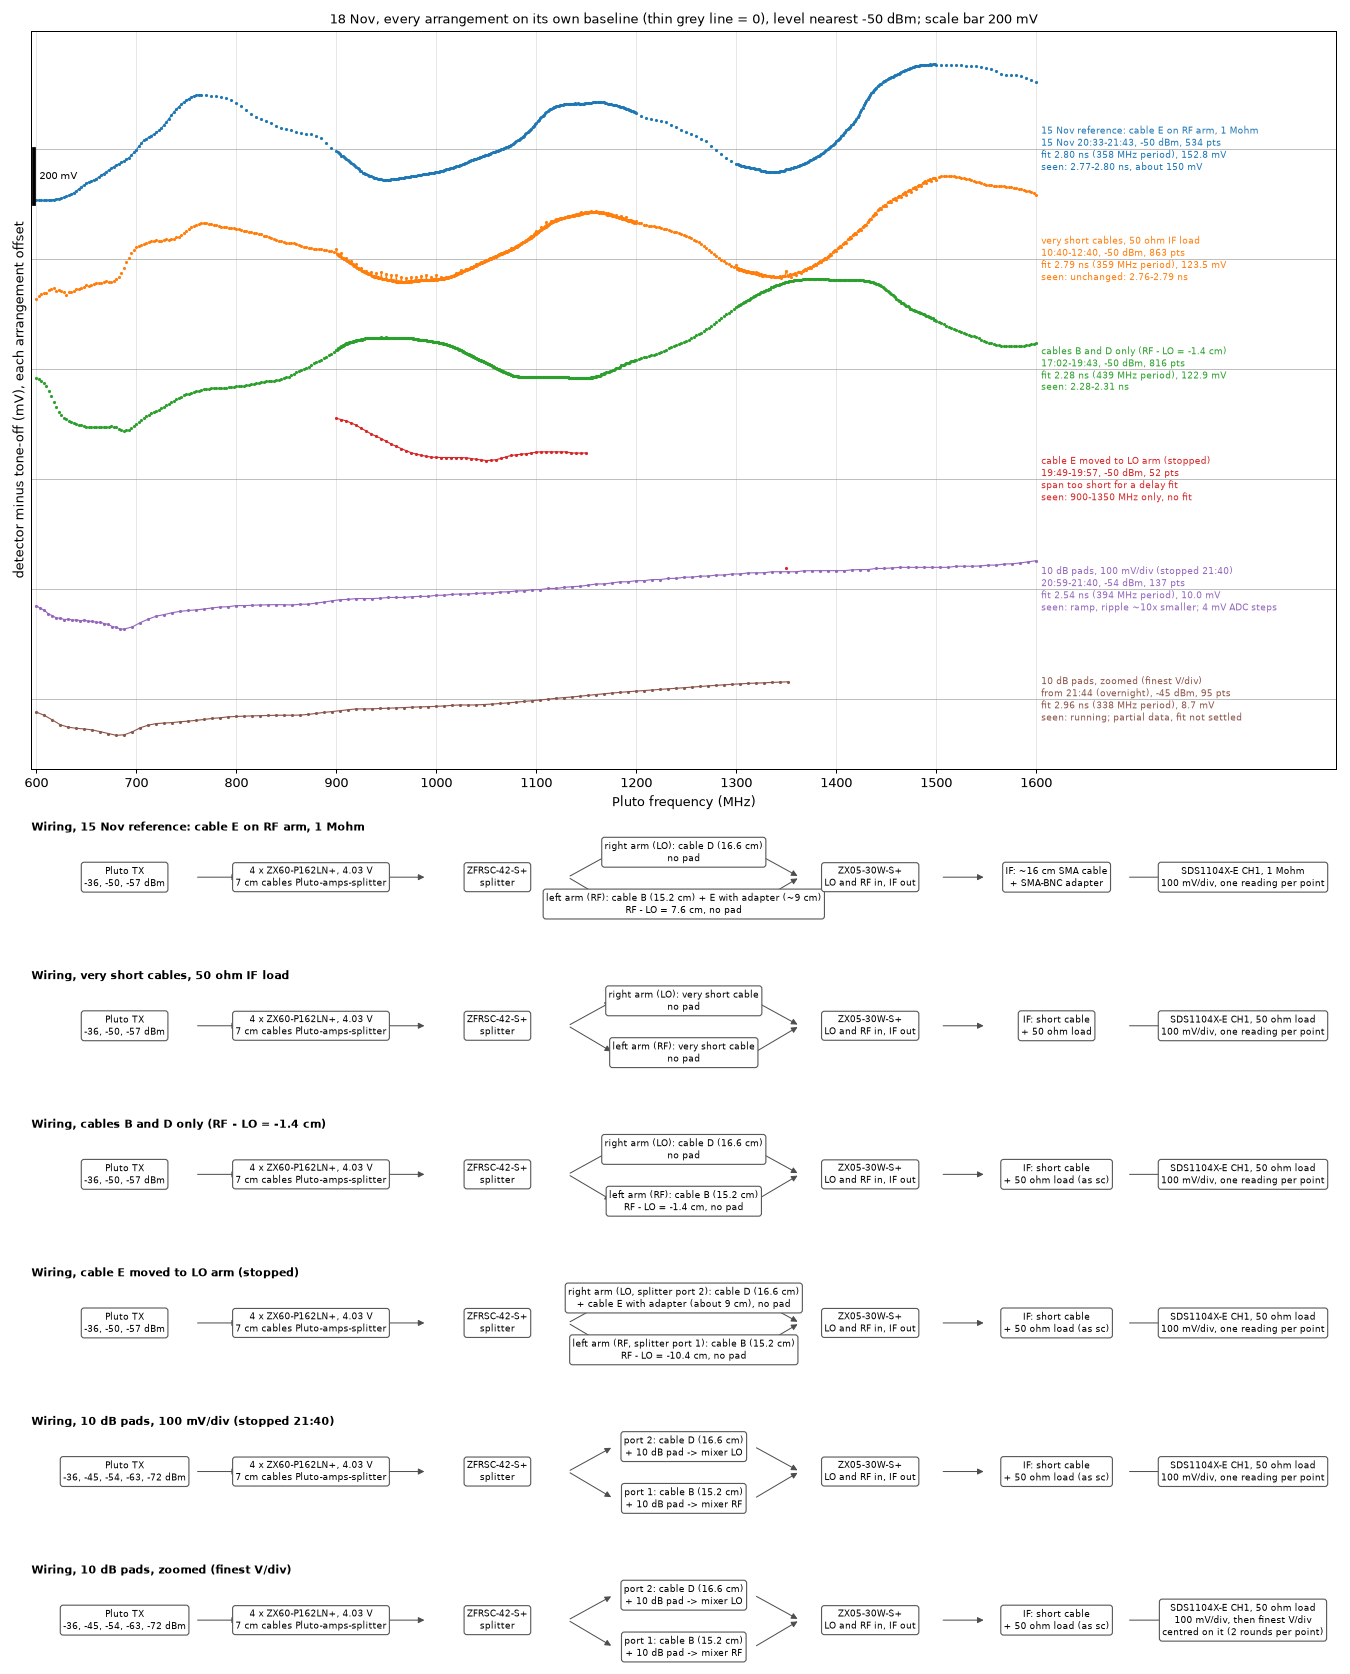 18 Nov, every arrangement on its own baseline (thin grey line = 0), level nearest -50 dBm; scale bar 200 mV
detector minus tone-off (mV), each arrangement offset
200 mV
15 Nov reference: cable E on RF arm, 1 Mohm
15 Nov 20:33-21:43, -50 dBm, 534 pts
fit 2.80 ns (358 MHz period), 152.8 mV
seen: 2.77-2.80 ns, about 150 mV
very short cables, 50 ohm IF load
10:40-12:40, -50 dBm, 863 pts
fit 2.79 ns (359 MHz period), 123.5 mV
seen: unchanged: 2.76-2.79 ns
cables B and D only (RF - LO = -1.4 cm)
17:02-19:43, -50 dBm, 816 pts
fit 2.28 ns (439 MHz period), 122.9 mV
seen: 2.28-2.31 ns
cable E moved to LO arm (stopped)
19:49-19:57, -50 dBm, 52 pts
span too short for a delay fit
seen: 900-1350 MHz only, no fit
10 dB pads, 100 mV/div (stopped 21:40)
20:59-21:40, -54 dBm, 137 pts
fit 2.54 ns (394 MHz period), 10.0 mV
seen: ramp, ripple ~10x smaller; 4 mV ADC steps
10 dB pads, zoomed (finest V/div)
from 21:44 (overnight), -45 dBm, 95 pts
fit 2.96 ns (338 MHz period), 8.7 mV
seen: running; partial data, fit not settled
600 700 800 900 1000 1100 1200 1300 1400 1500 1600
Pluto frequency (MHz)
Wiring, 15 Nov reference: cable E on RF arm, 1 Mohm
Pluto TX
-36, -50, -57 dBm
4 x ZX60-P162LN+, 4.03 V
7 cm cables Pluto-amps-splitter
ZFRSC-42-S+
splitter
right arm (LO): cable D (16.6 cm)
no pad
left arm (RF): cable B (15.2 cm) + E with adapter (~9 cm)
RF - LO = 7.6 cm, no pad
ZX05-30W-S+
LO and RF in, IF out
IF: ~16 cm SMA cable
+ SMA-BNC adapter
SDS1104X-E CH1, 1 Mohm
100 mV/div, one reading per point
Wiring, very short cables, 50 ohm IF load
Pluto TX
-36, -50, -57 dBm
4 x ZX60-P162LN+, 4.03 V
7 cm cables Pluto-amps-splitter
ZFRSC-42-S+
splitter
right arm (LO): very short cable
no pad
left arm (RF): very short cable
no pad
ZX05-30W-S+
LO and RF in, IF out
IF: short cable
+ 50 ohm load
SDS1104X-E CH1, 50 ohm load
100 mV/div, one reading per point
Wiring, cables B and D only (RF - LO = -1.4 cm)
Pluto TX
-36, -50, -57 dBm
4 x ZX60-P162LN+, 4.03 V
7 cm cables Pluto-amps-splitter
ZFRSC-42-S+
splitter
right arm (LO): cable D (16.6 cm)
no pad
left arm (RF): cable B (15.2 cm)
RF - LO = -1.4 cm, no pad
ZX05-30W-S+
LO and RF in, IF out
IF: short cable
+ 50 ohm load (as sc)
SDS1104X-E CH1, 50 ohm load
100 mV/div, one reading per point
Wiring, cable E moved to LO arm (stopped)
Pluto TX
-36, -50, -57 dBm
4 x ZX60-P162LN+, 4.03 V
7 cm cables Pluto-amps-splitter
ZFRSC-42-S+
splitter
right arm (LO, splitter port 2): cable D (16.6 cm)
+ cable E with adapter (about 9 cm), no pad
left arm (RF, splitter port 1): cable B (15.2 cm)
RF - LO = -10.4 cm, no pad
ZX05-30W-S+
LO and RF in, IF out
IF: short cable
+ 50 ohm load (as sc)
SDS1104X-E CH1, 50 ohm load
100 mV/div, one reading per point
Wiring, 10 dB pads, 100 mV/div (stopped 21:40)
Pluto TX
-36, -45, -54, -63, -72 dBm
4 x ZX60-P162LN+, 4.03 V
7 cm cables Pluto-amps-splitter
ZFRSC-42-S+
splitter
port 2: cable D (16.6 cm)
+ 10 dB pad -> mixer LO
port 1: cable B (15.2 cm)
+ 10 dB pad -> mixer RF
ZX05-30W-S+
LO and RF in, IF out
IF: short cable
+ 50 ohm load (as sc)
SDS1104X-E CH1, 50 ohm load
100 mV/div, one reading per point
Wiring, 10 dB pads, zoomed (finest V/div)
Pluto TX
-36, -45, -54, -63, -72 dBm
4 x ZX60-P162LN+, 4.03 V
7 cm cables Pluto-amps-splitter
ZFRSC-42-S+
splitter
port 2: cable D (16.6 cm)
+ 10 dB pad -> mixer LO
port 1: cable B (15.2 cm)
+ 10 dB pad -> mixer RF
ZX05-30W-S+
LO and RF in, IF out
IF: short cable
+ 50 ohm load (as sc)
SDS1104X-E CH1, 50 ohm load
100 mV/div, then finest V/div
centred on it (2 rounds per point)